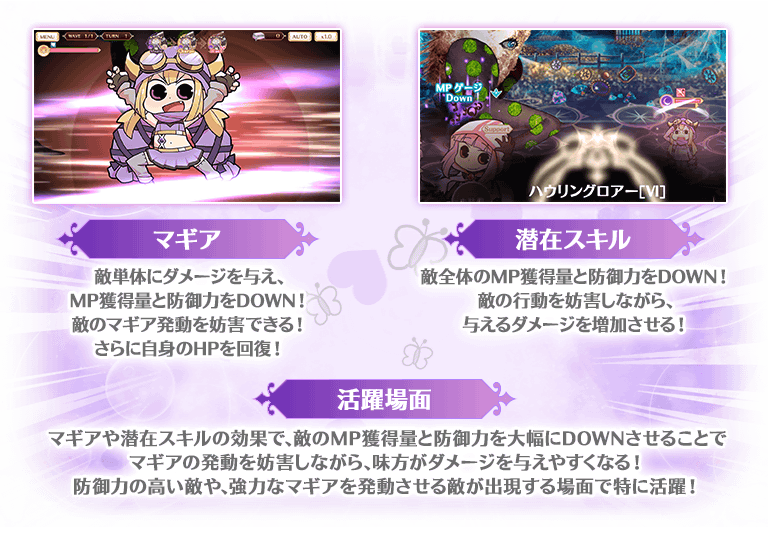 MENU
WAVE 1/1
TURN 1
0
AUTO
x1.0
MPゲージ
Down!
Support
ハウリングロアー[Ⅵ]
マギア
敵単体にダメージを与え、
MP獲得量と防御力をDOWN!
敵のマギア発動を妨害できる!
さらに自身のHPを回復!
潜在スキル
敵全体のMP獲得量と防御力をDOWN!
敵の行動を妨害しながら、
与えるダメージを増加させる!
活躍場面
マギアや潜在スキルの効果で、敵のMP獲得量と防御力を大幅にDOWNさせることで
マギアの発動を妨害しながら、味方がダメージを与えやすくなる!
防御力の高い敵や、強力なマギアを発動させる敵が出現する場面で特に活躍!